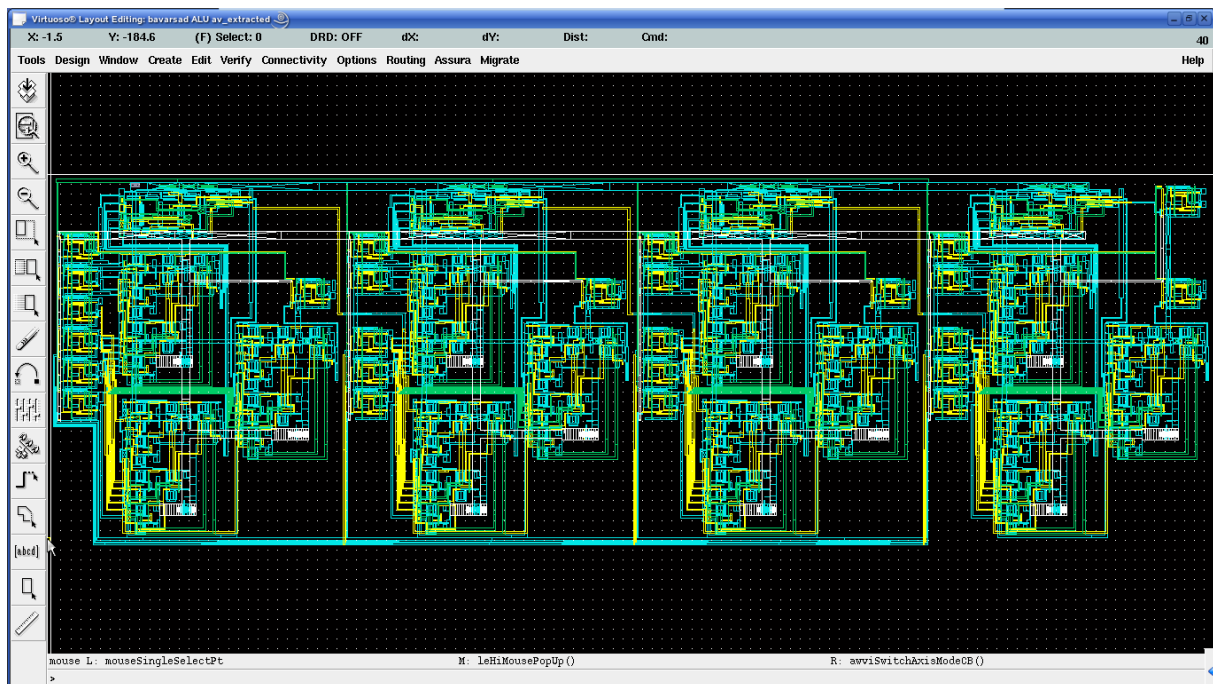 Virtuoso® Layout Editing: bavarsad ALU av_extracted
X: -1.5 Y: -184.6 (F) Select: 0 DRD: OFF dX: dY: Dist: Cmd:
40
Tools Design Window Create Edit Verify Connectivity Options Routing Assura Migrate Help
[abcd]
mouse L: mouseSingleSelectPt M: leHiMousePopUp() R: awviSwitchAxisModeCB()
>